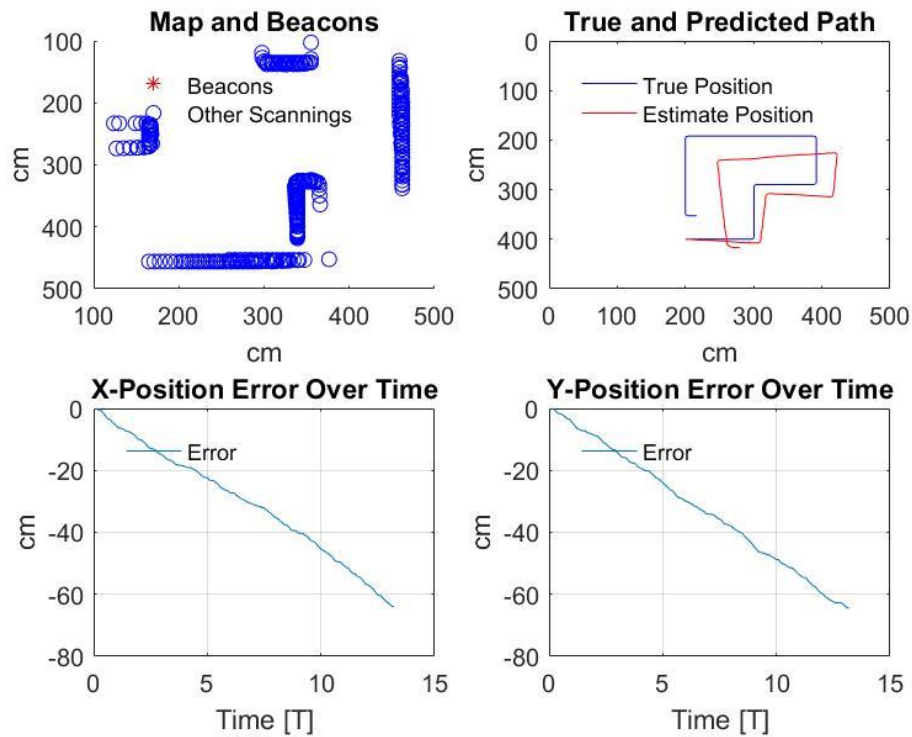 Map and Beacons
100
200
300
400
500
cm
Beacons
Other Scannings
100 200 300 400 500
cm
True and Predicted Path
0
100
200
300
400
500
cm
True Position
Estimate Position
0 100 200 300 400 500
cm
X-Position Error Over Time
0
-20
-40
-60
-80
cm
Error
0 5 10 15
Time [T]
Y-Position Error Over Time
0
-20
-40
-60
-80
cm
Error
0 5 10 15
Time [T]